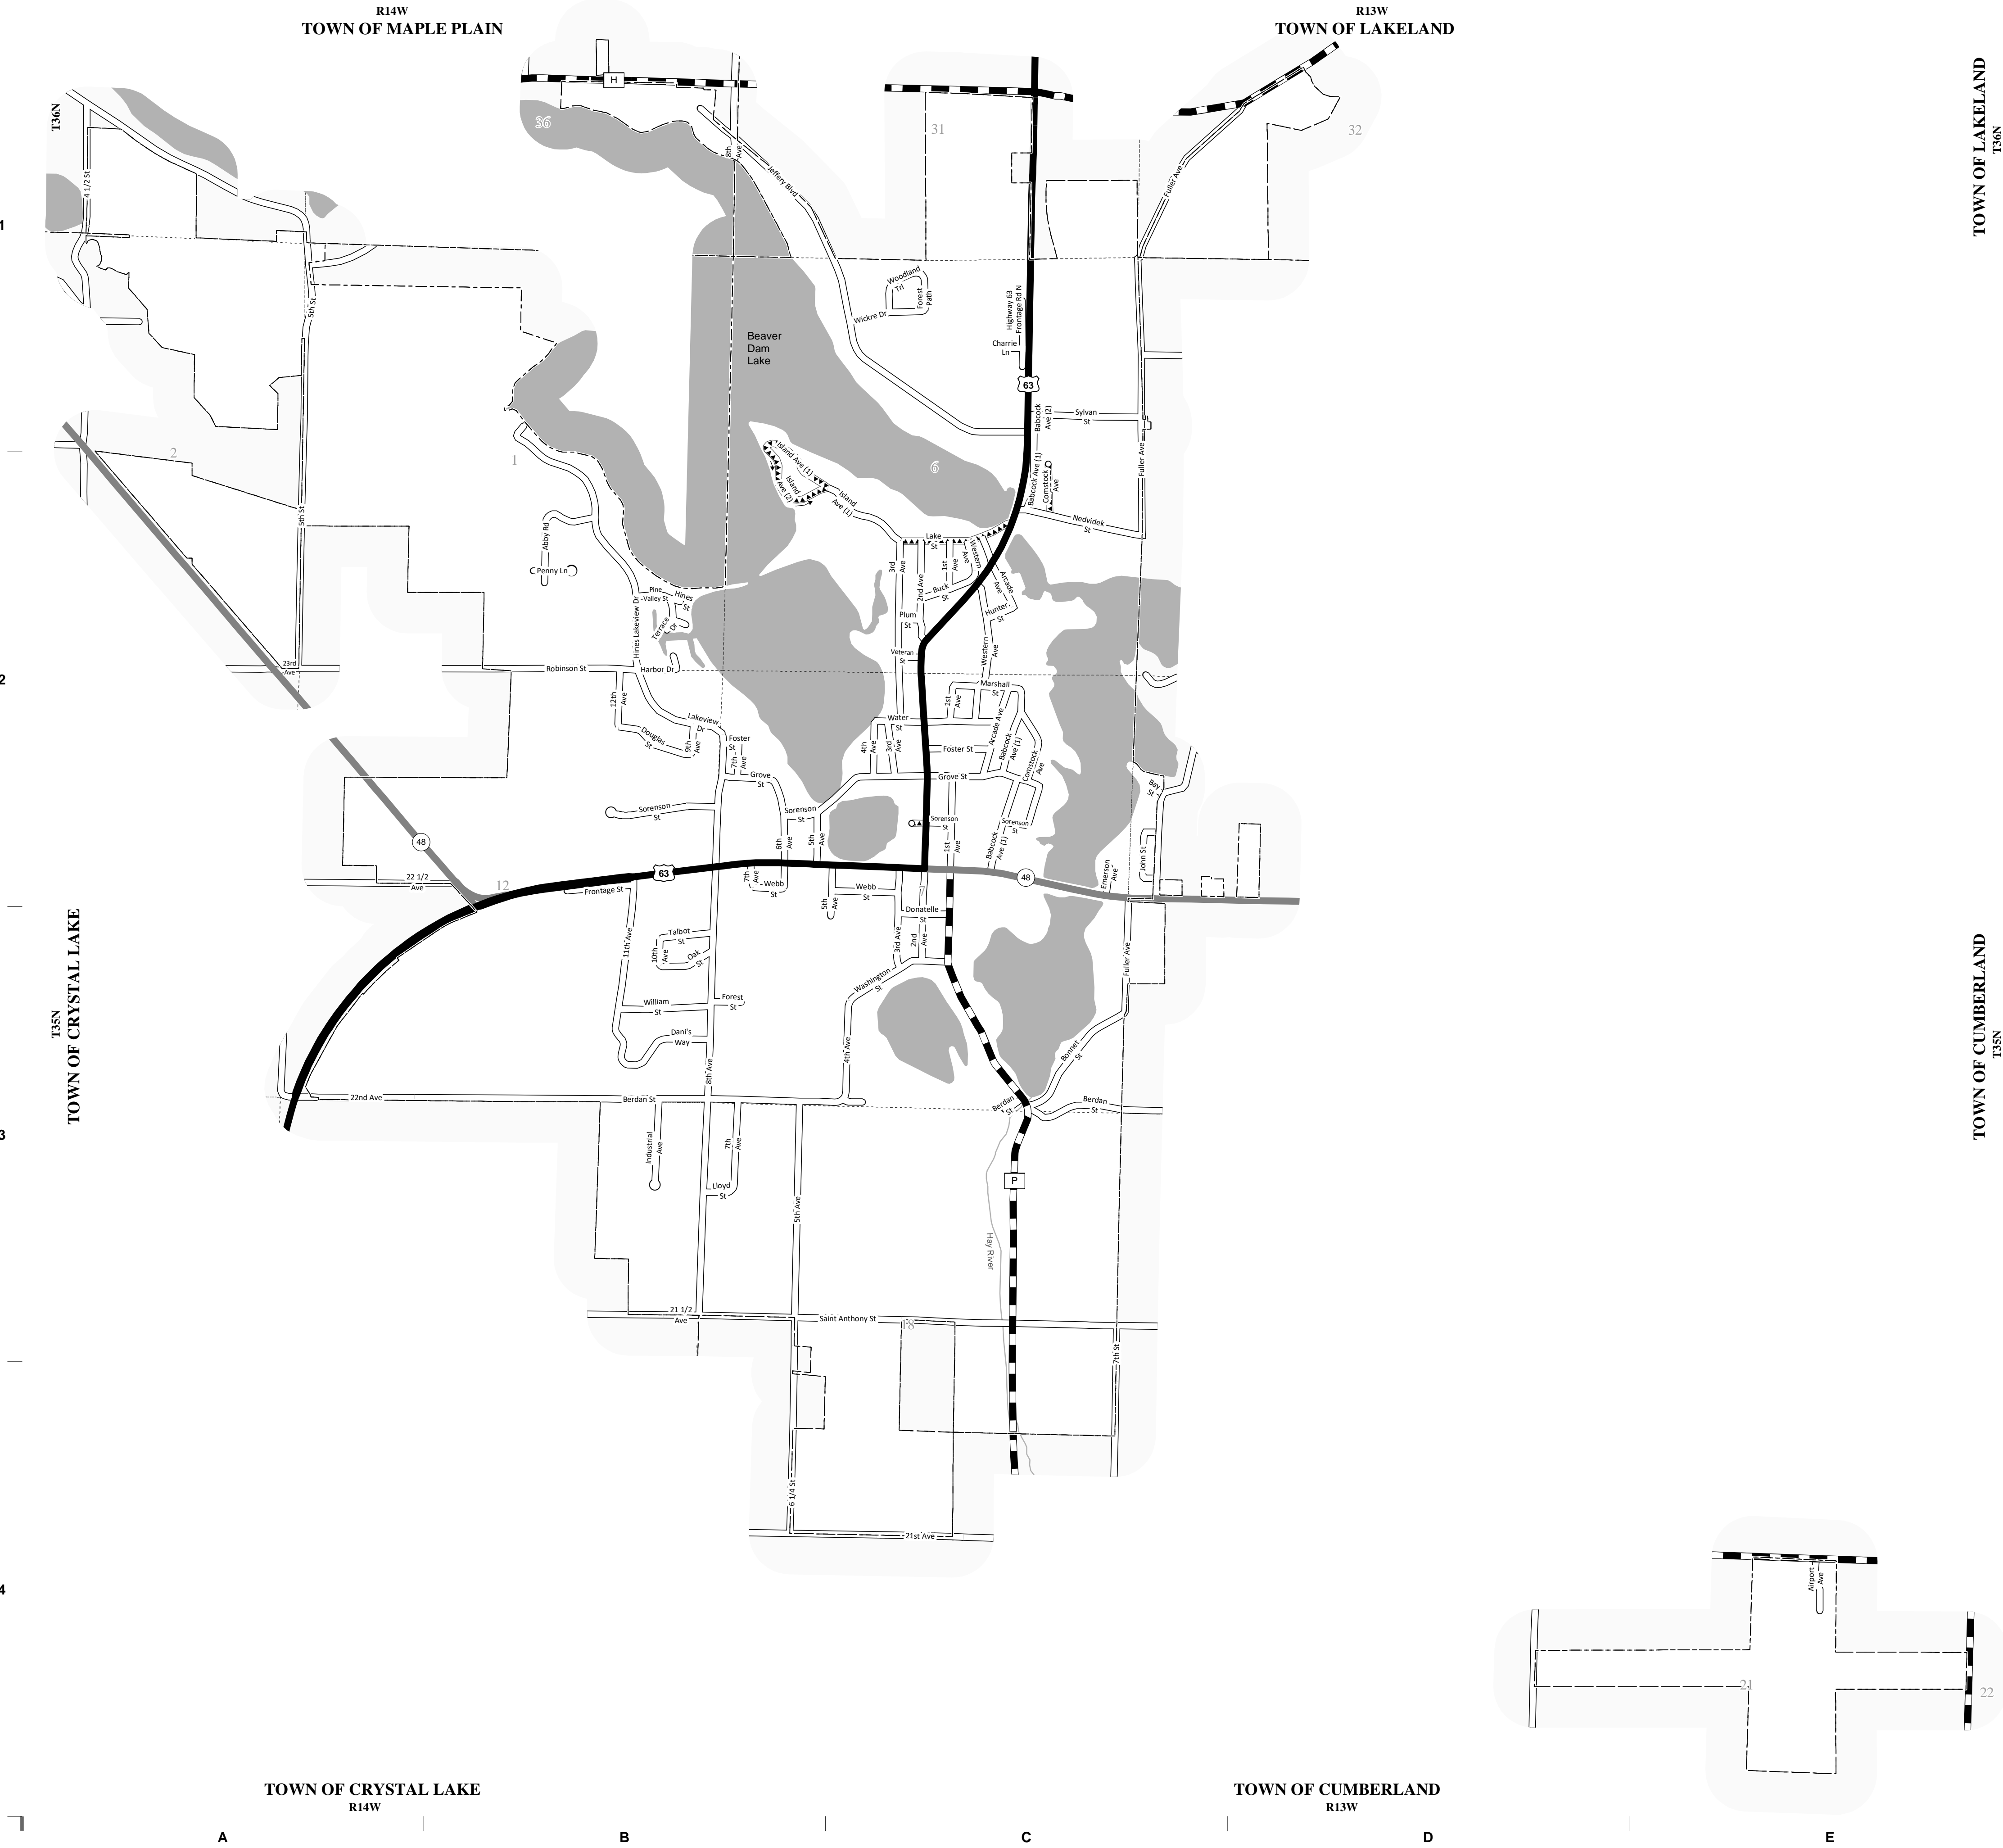 R14W
TOWN OF MAPLE PLAIN
R13W
TOWN OF LAKELAND
T36N
TOWN OF LAKELAND
T36N
H
36
31
32
8th
Ave
Jeffery Blvd
Fuller Ave
4 1/2 St
1
5th St
Woodland
Trl
Forest
Path
Wickre Dr
Highway 63
Frontage Rd N
Charrie
Ln
Beaver
Dam
Lake
63
Babcock
Ave (2)
Sylvan
St
2
1
6
Island Ave (1)
Island
Ave (2)
Island
Ave (1)
Babcock Ave (1)
Comstock
Ave
Fuller Ave
5th St
Nedvidek
St
Abby Rd
Penny Ln
Lake
St
3rd
Ave
2nd Ave
1st
Ave
Western
Ave
Buck
St
Arcade
Ave
Hunter
St
Plum
St
Pine
Valley St
Hines
St
Terrace
Dr
Hines Lakeview Dr
Western
Ave
Veteran
St
23rd
Ave
Robinson St
Harbor Dr
2
12th
Ave
Lakeview
Dr
Douglas
St
9th
Ave
Foster
St
7th
Ave
Marshall
St
1st
Ave
Water
St
4th
Ave
3rd
Ave
Foster St
Arcade Ave
Babcock
Ave (1)
Comstock
Ave
Grove
St
Grove St
Bay
St
Sorenson
St
Sorenson
St
Sorenson
St
Sorenson
St
6th
Ave
5th
Ave
1st
Ave
Babcock
Ave (1)
John St
48
63
48
22 1/2
Ave
12
Frontage St
7th
Ave
Webb
St
Webb
St
5th
Ave
7
Emerson
Ave
Donatelle
St
3rd Ave
2nd
Ave
11th Ave
Talbot
St
10th
Ave
Oak
St
Fuller Ave
TOWN OF CRYSTAL LAKE
T35N
TOWN OF CUMBERLAND
T35N
Washington
St
William
St
Forest
St
Dani's
Way
4th Ave
Bonnet
St
8th Ave
22nd Ave
Berdan St
Berdan
St
Berdan
St
3
Industrial
Ave
7th
Ave
Lloyd
St
P
5th Ave
Hay River
21 1/2
Ave
Saint Anthony St
18
7th St
6 1/4 St
21st Ave
4
Airport
Ave
21
22
TOWN OF CRYSTAL LAKE
R14W
TOWN OF CUMBERLAND
R13W
A
B
C
D
E